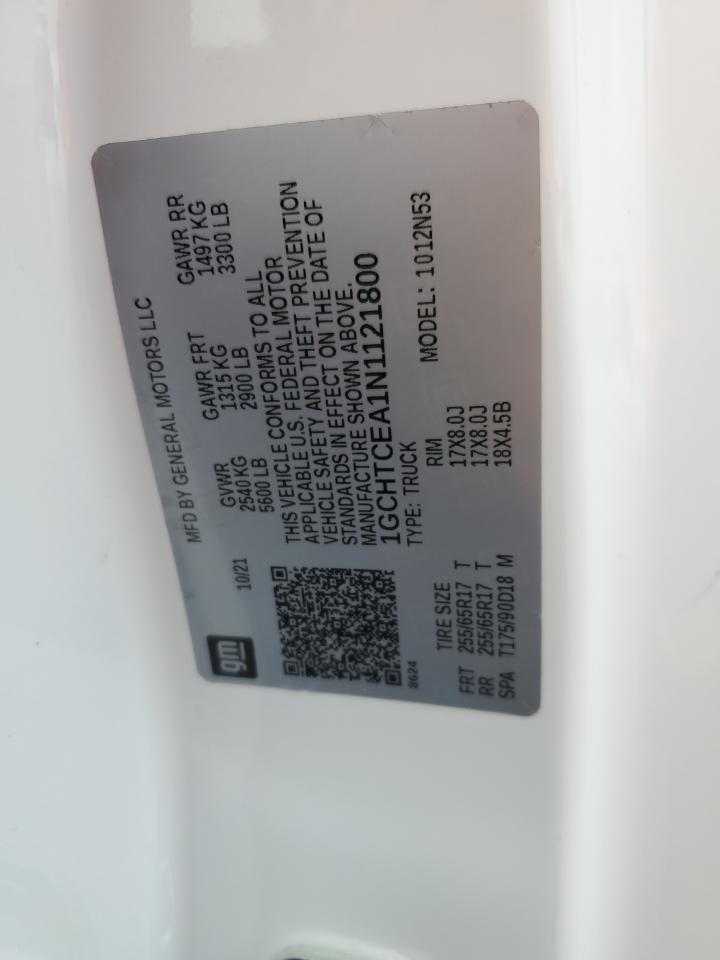 gm
10/21
MFD BY GENERAL MOTORS LLC
GVWR GAWR FRT GAWR RR
2540 KG 1315 KG 1497 KG
5600 LB 2900 LB 3300 LB
THIS VEHICLE CONFORMS TO ALL
APPLICABLE U.S. FEDERAL MOTOR
VEHICLE SAFETY AND THEFT PREVENTION
STANDARDS IN EFFECT ON THE DATE OF
MANUFACTURE SHOWN ABOVE.
1GCHTCEA1N1121800
8624
TYPE: TRUCK MODEL: 1012N53
TIRE SIZE RIM
FRT 255/65R17 T 17X8.0J
RR 255/65R17 T 17X8.0J
SPA T175/90D18 M 18X4.5B